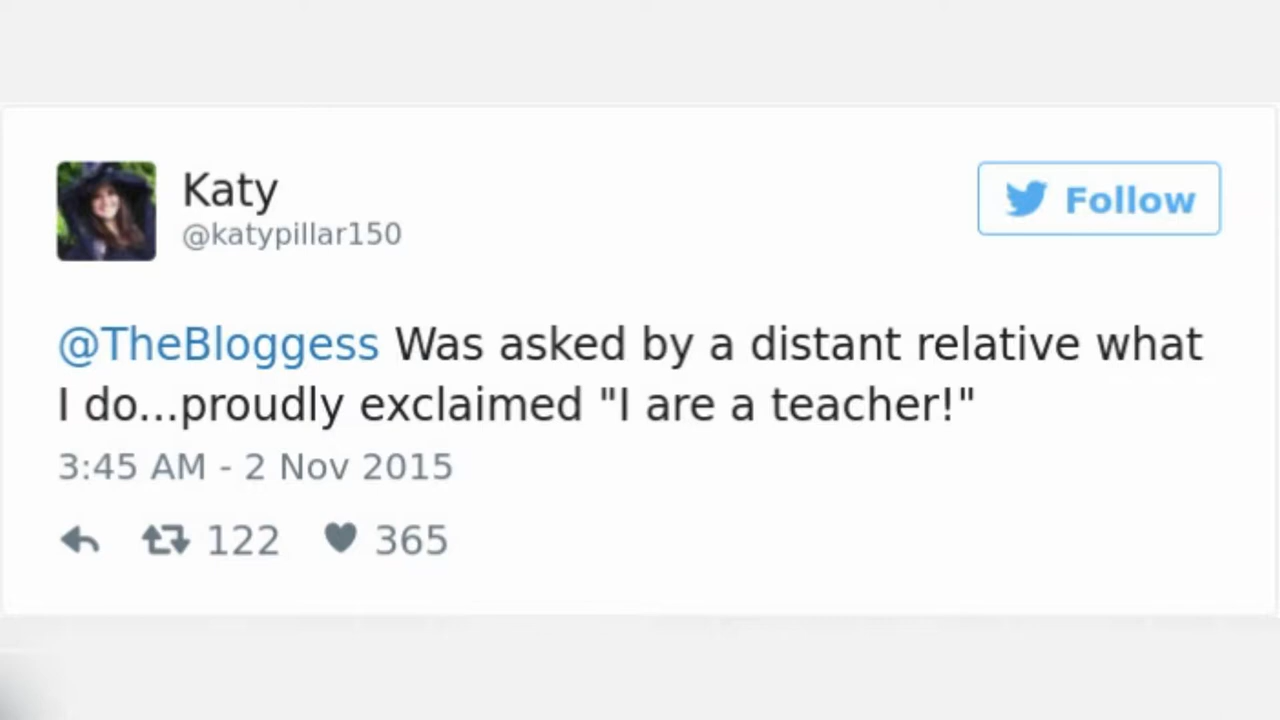 Katy
@katypillar150
Follow
@TheBloggess Was asked by a distant relative what
I do...proudly exclaimed "I are a teacher!"
3:45 AM - 2 Nov 2015
122 365